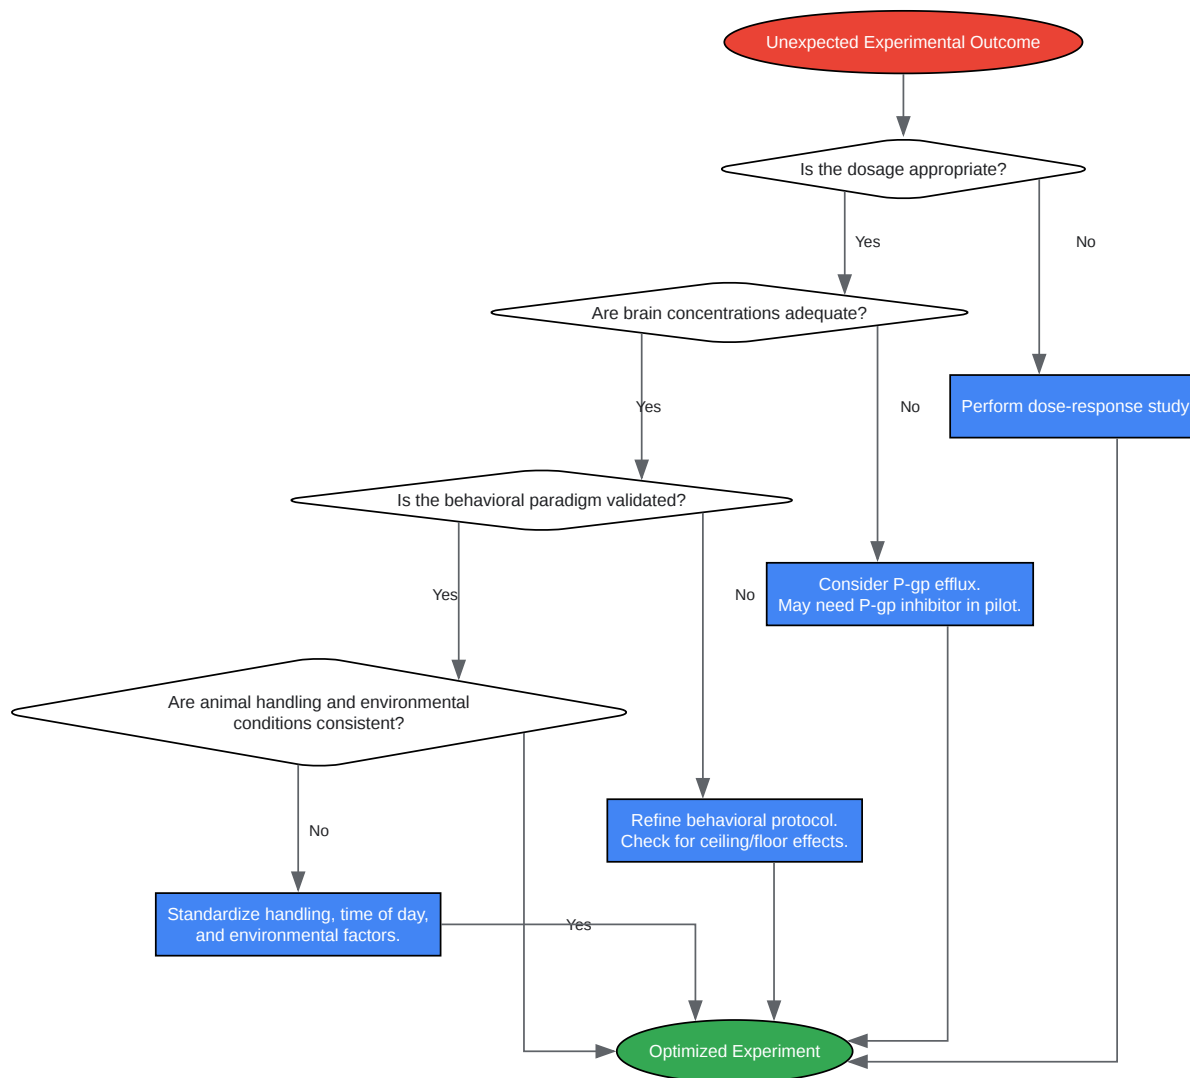 Unexpected Experimental Outcome
Is the dosage appropriate?
Yes
No
Are brain concentrations adequate?
Yes
No
Perform dose-response study
Is the behavioral paradigm validated?
Yes
No
Consider P-gp efflux.
May need P-gp inhibitor in pilot.
Are animal handling and environmental
conditions consistent?
No
Refine behavioral protocol.
Check for ceiling/floor effects.
Standardize handling, time of day,
and environmental factors.
Yes
Optimized Experiment